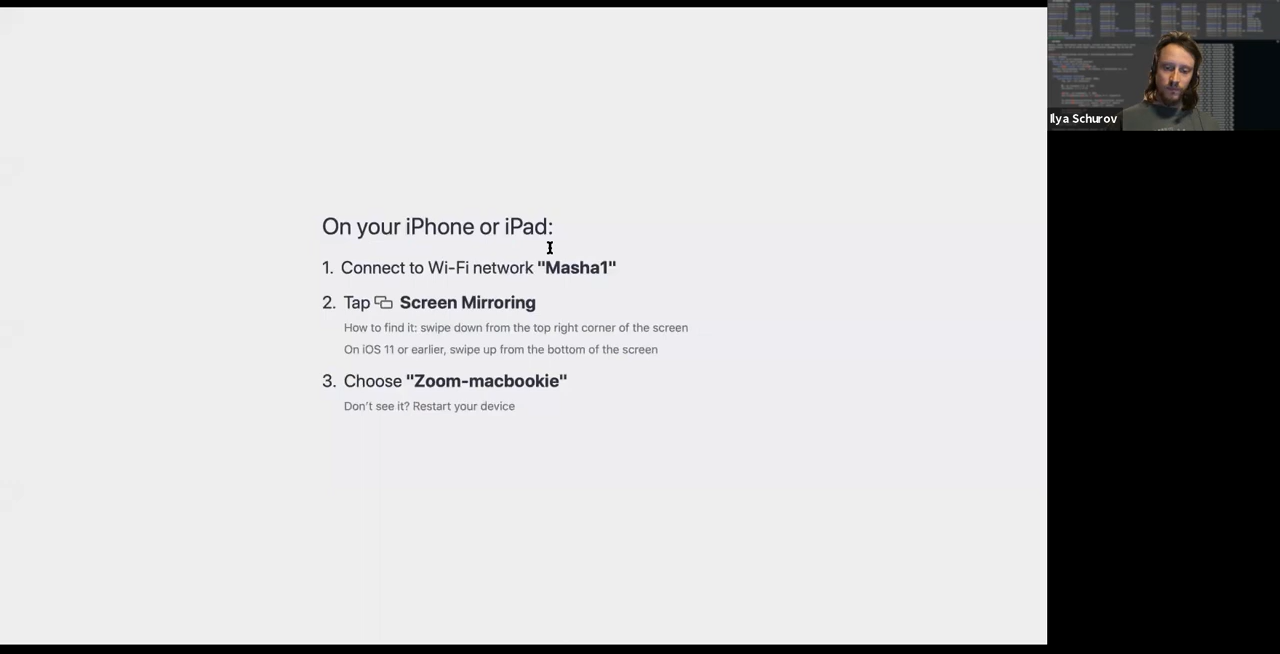 On your iPhone or iPad:
1. Connect to Wi-Fi network "Masha1"
2. Tap Screen Mirroring
How to find it: swipe down from the top right corner of the screen
On iOS 11 or earlier, swipe up from the bottom of the screen
3. Choose "Zoom-macbookie"
Don't see it? Restart your device
Ilya Schurov